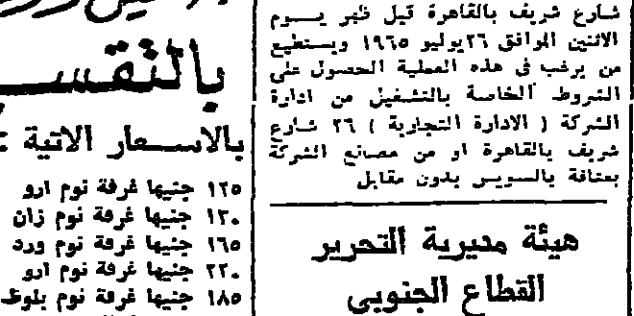 شارع شريف بالقاهرة قبل ظهر يـــوم
الاثنين الموافق ٢٦ يوليو ١٩٦٥ ويستطيع
من يرغب فى هذه العملية الحصول على
الشروط الخاصة بالتشغيل من ادارة
الشركة ( الادارة التجارية ) ٢٦ شارع
شريف بالقاهرة او من مصانع الشركة
بعتاقة بالسويس بدون مقابل
هيئة مديرية التحرير
القطاع الجنوبى
بالتقســ
بالاســعار الاتية :
١٢٥ جنيها غرفة نوم ارو
١٣٠ جنيها غرفة نوم زان
١٦٥ جنيها غرفة نوم ورد
٢٢٠ جنيها غرفة نوم ارو
١٨٥ جنيها غرفة نوم بلوط